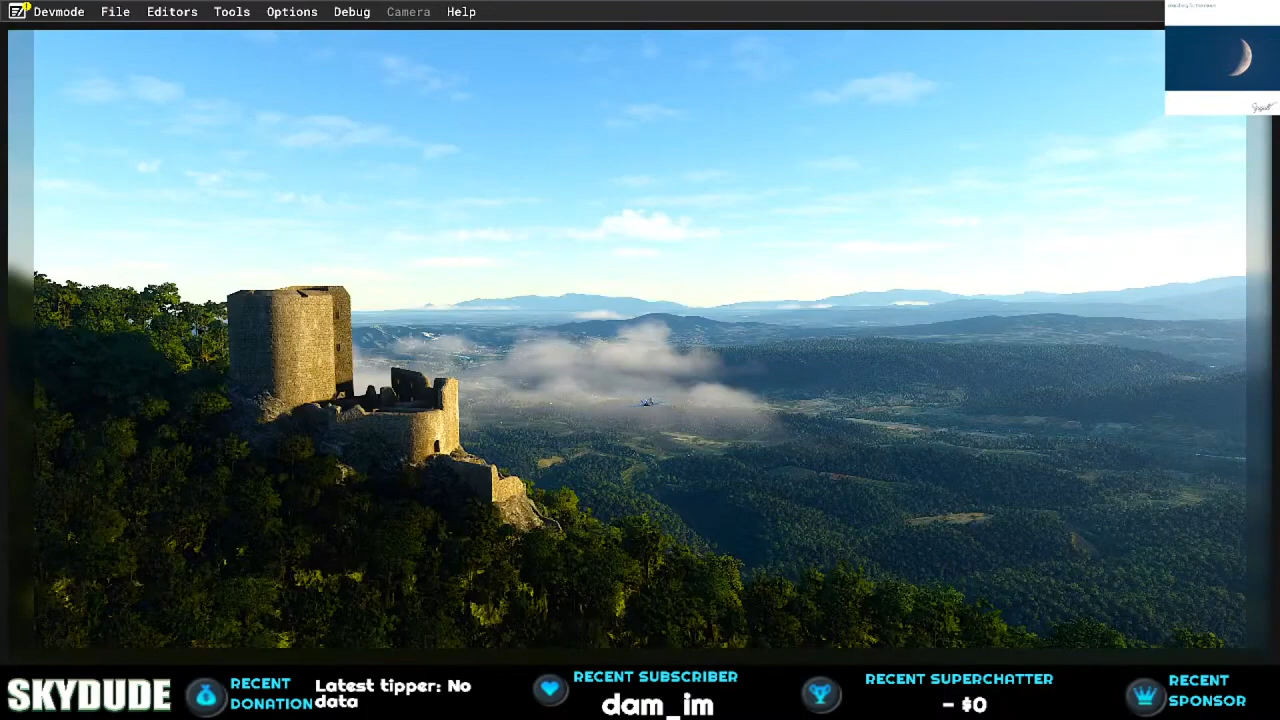 Devmode File Editors Tools Options Debug Camera Help
SKYDUDE
RECENT DONATION
Latest tipper: No data
RECENT SUBSCRIBER
dam_im
RECENT SUPERCHATTER
- $0
RECENT SPONSOR